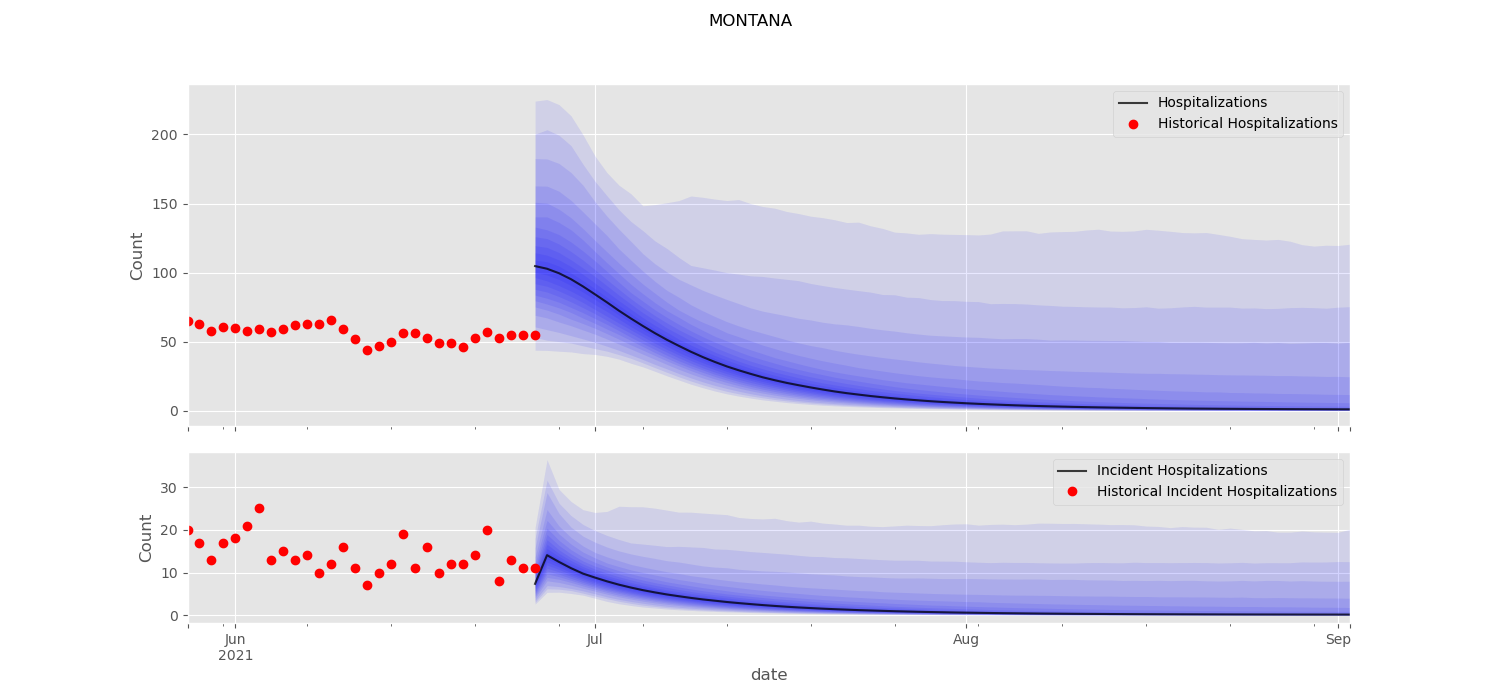 MONTANA
Hospitalizations
Historical Hospitalizations
200
150
100
50
0
Count
Incident Hospitalizations
Historical Incident Hospitalizations
30
20
10
0
Count
Jun
2021
Jul
Aug
Sep
date